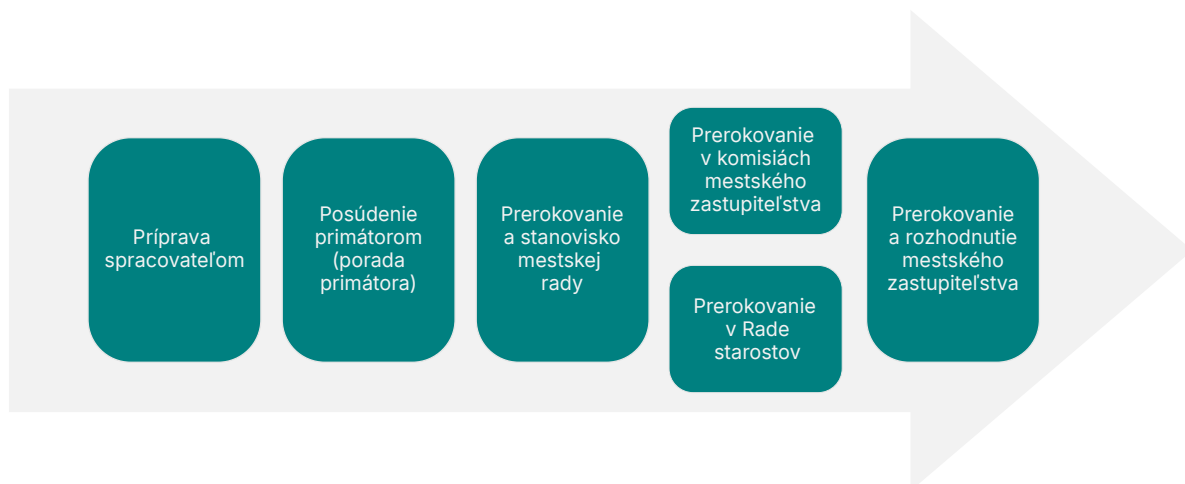 Príprava
spracovateľom
Posúdenie
primátorom
(porada
primátora)
Prerokovanie
a stanovisko
mestskej
rady
Prerokovanie
v komisiách
mestského
zastupiteľstva
Prerokovanie
v Rade
starostov
Prerokovanie
a rozhodnutie
mestského
zastupiteľstva